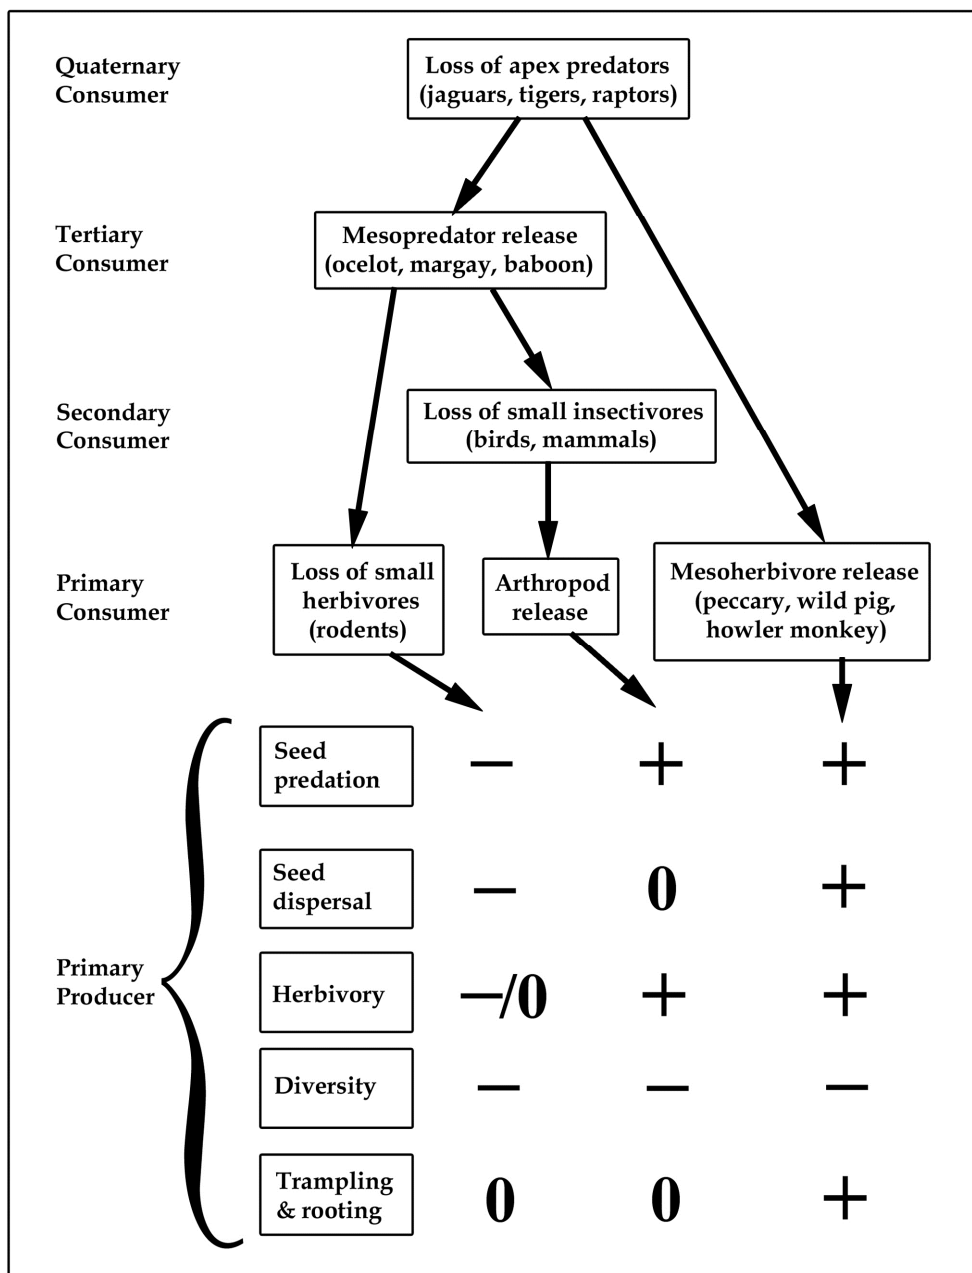 Quaternary
Consumer
Loss of apex predators
(jaguars, tigers, raptors)
Tertiary
Consumer
Mesopredator release
(ocelot, margay, baboon)
Secondary
Consumer
Loss of small insectivores
(birds, mammals)
Primary
Consumer
Loss of small
herbivores
(rodents)
Arthropod
release
Mesoherbivore release
(peccary, wild pig,
howler monkey)
Primary
Producer
Seed
predation
— + +
Seed
dispersal
— 0 +
Herbivory
—/0 + +
Diversity
— — —
Trampling
& rooting
0 0 +